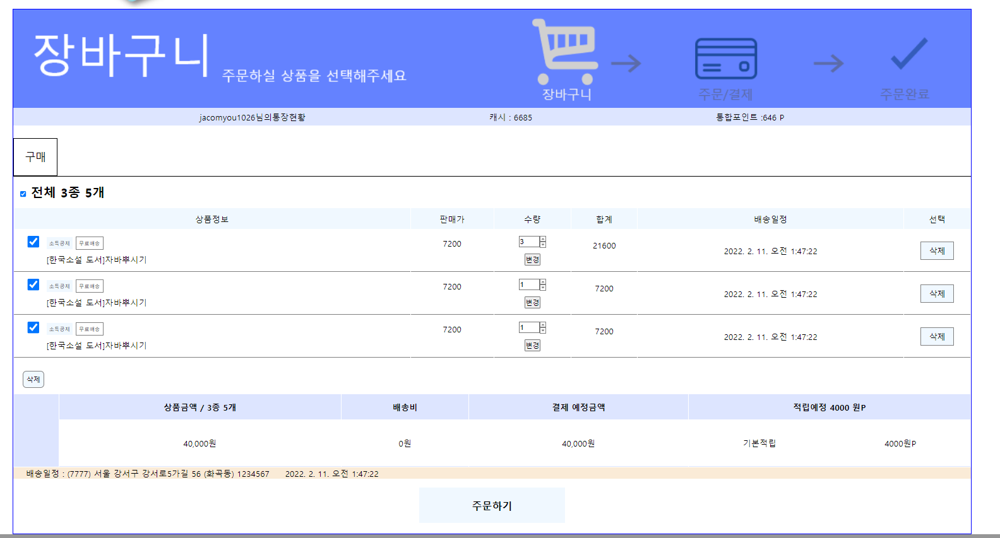 장바구니 주문하실 상품을 선택해주세요
장바구니 주문/결제 주문완료
jacomyou1026님의통장현황 캐시 : 6685 통합포인트 :646 P
구매
전체 3종 5개
상품정보 판매가 수량 합계 배송일정 선택
소득공제 무료배송 7200 3 21600 2022. 2. 11. 오전 1:47:22 삭제
[한국소설 도서]자바뿌시기 변경
소득공제 무료배송 7200 1 7200 2022. 2. 11. 오전 1:47:22 삭제
[한국소설 도서]자바뿌시기 변경
소득공제 무료배송 7200 1 7200 2022. 2. 11. 오전 1:47:22 삭제
[한국소설 도서]자바뿌시기 변경
삭제
상품금액 / 3종 5개 배송비 결제 예정금액 적립예정 4000 원P
40,000원 0원 40,000원 기본적립 4000원P
배송일정 : (7777) 서울 강서구 강서로5가길 56 (화곡동) 1234567 2022. 2. 11. 오전 1:47:22
주문하기